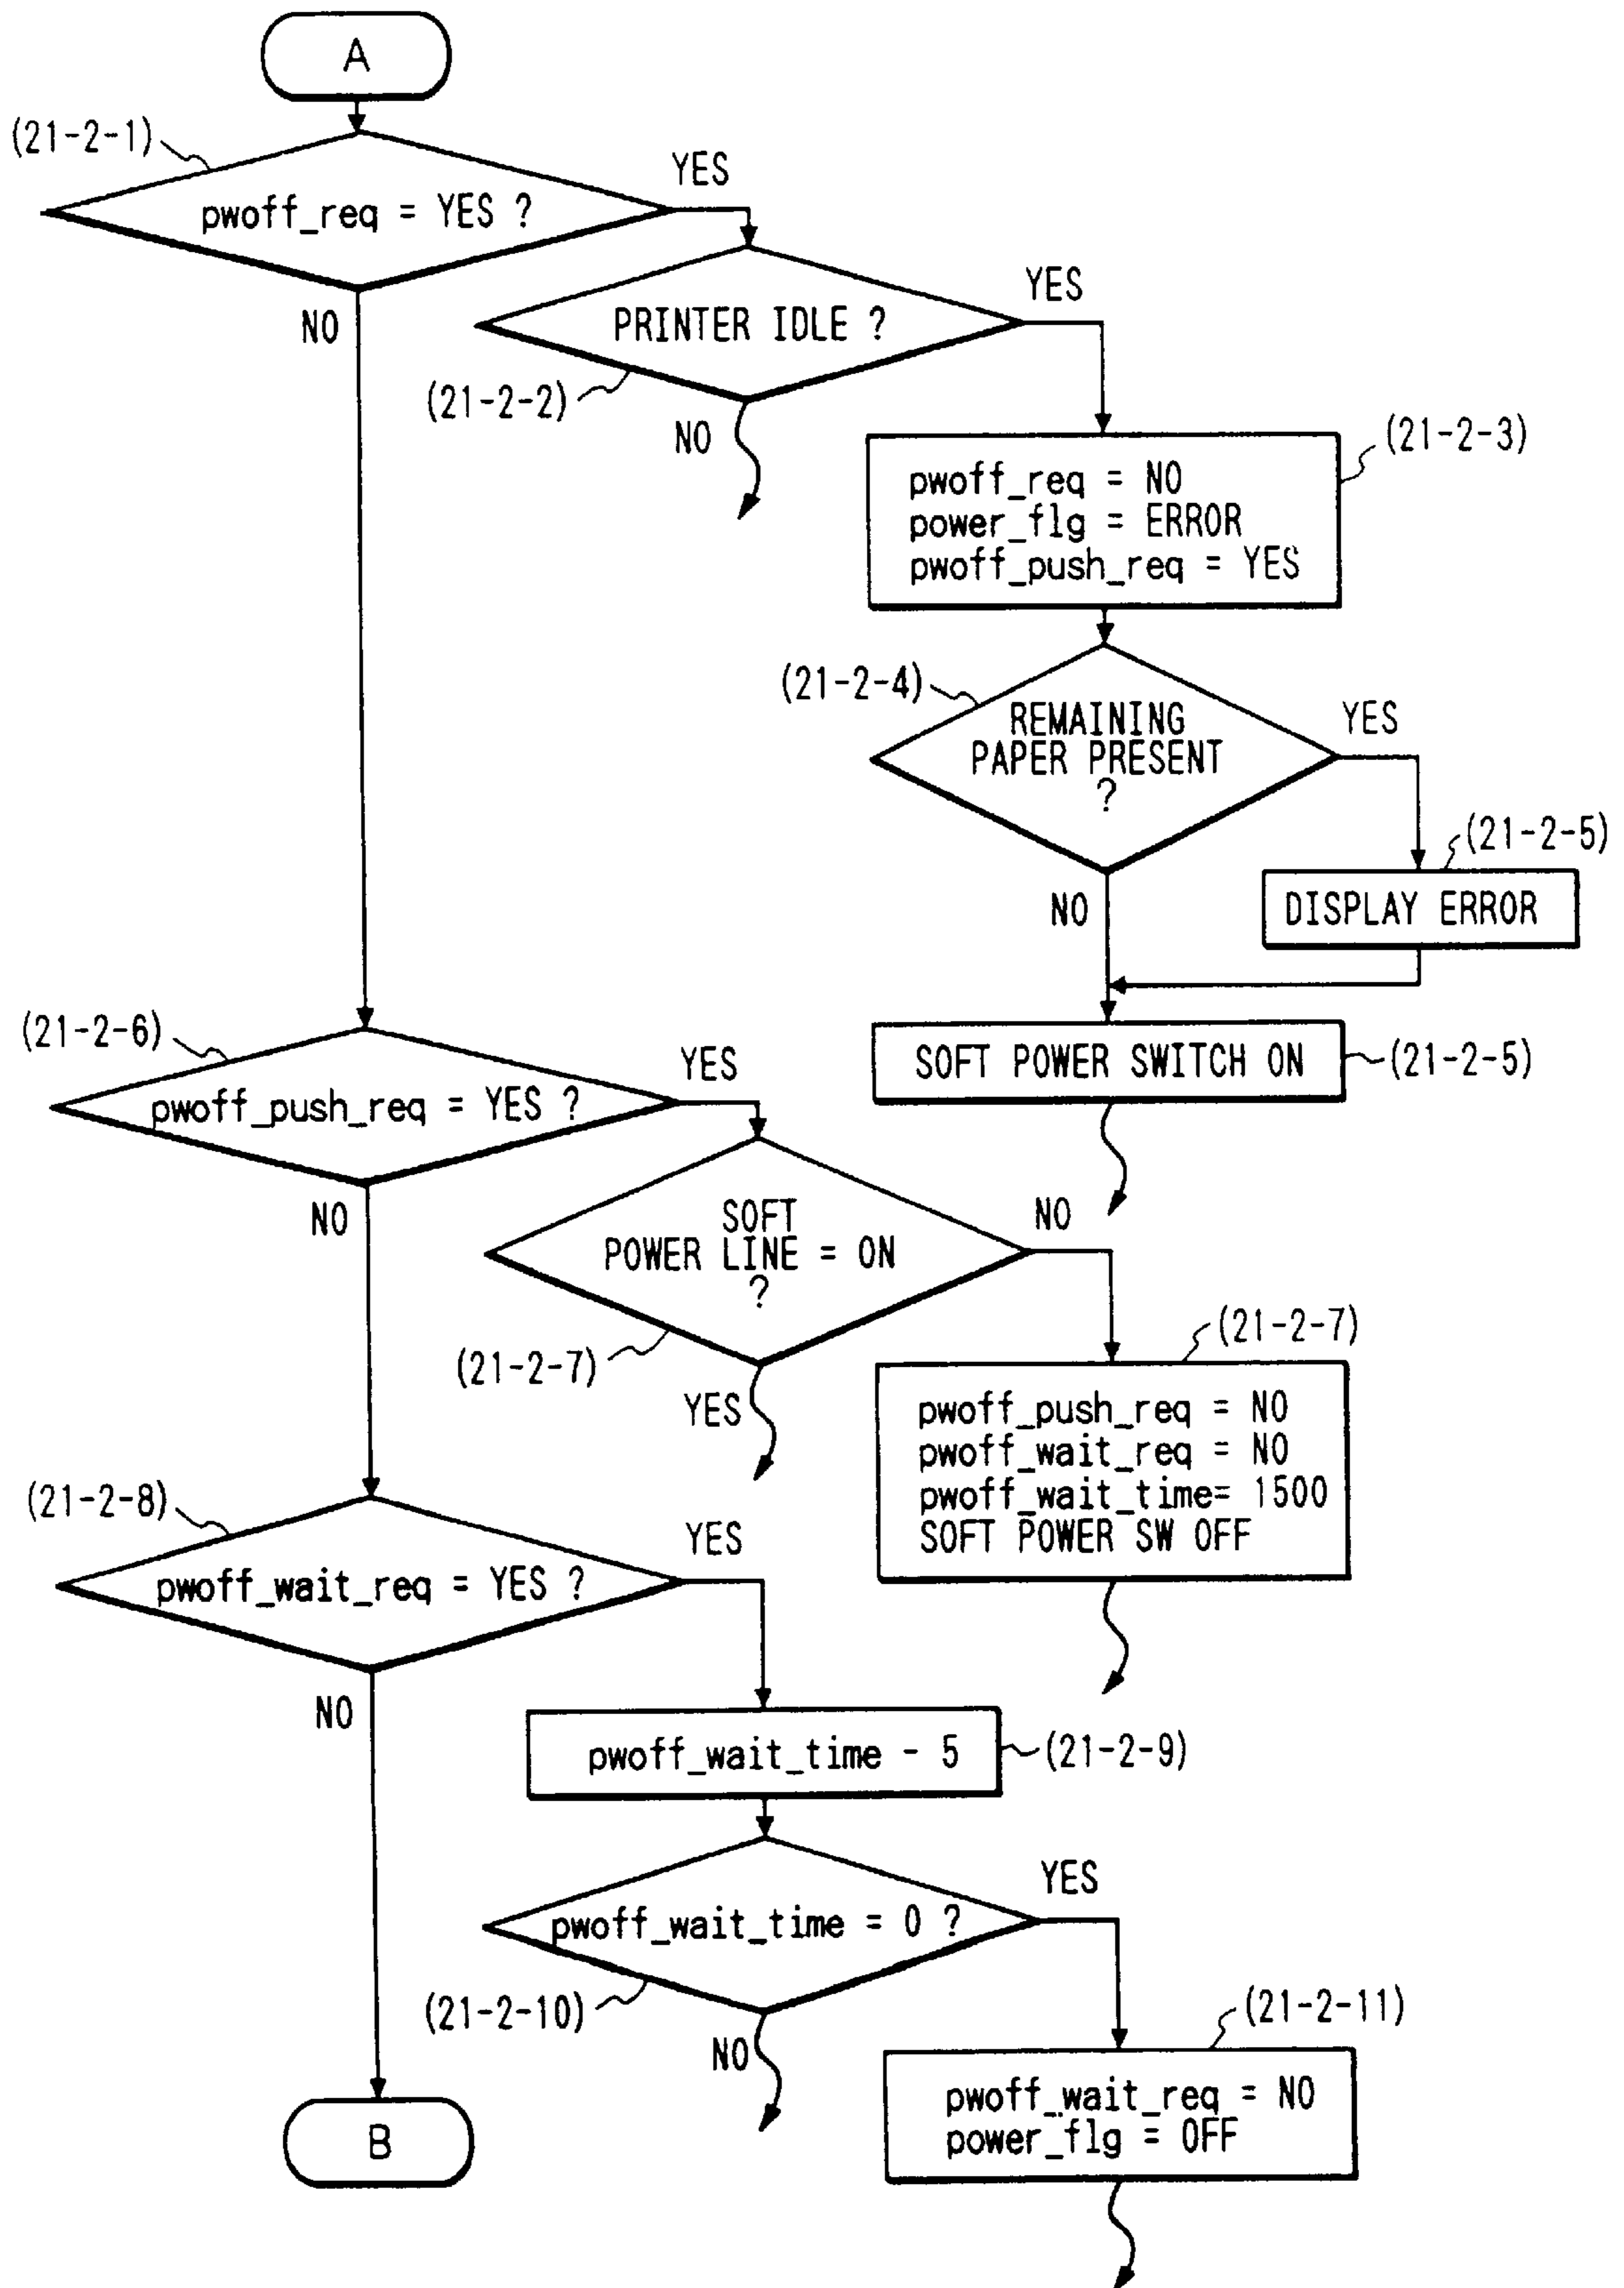 A
(21-2-1)
pwoff_req = YES ?
YES
NO
PRINTER IDLE ?
YES
(21-2-2)
NO
(21-2-3)
pwoff_req = NO
power_flg = ERROR
pwoff_push_req = YES
(21-2-4)
REMAINING
PAPER PRESENT
?
YES
(21-2-5)
NO
DISPLAY ERROR
SOFT POWER SWITCH ON
(21-2-5)
(21-2-6)
pwoff_push_req = YES ?
YES
NO
SOFT
POWER LINE = ON
?
NO
(21-2-7)
YES
(21-2-7)
pwoff_push_req = NO
pwoff_wait_req = NO
pwoff_wait_time= 1500
SOFT POWER SW OFF
(21-2-8)
pwoff_wait_req = YES ?
YES
NO
pwoff_wait_time - 5
(21-2-9)
pwoff_wait_time = 0 ?
YES
(21-2-10)
NO
(21-2-11)
pwoff_wait_req = NO
power_flg = OFF
B